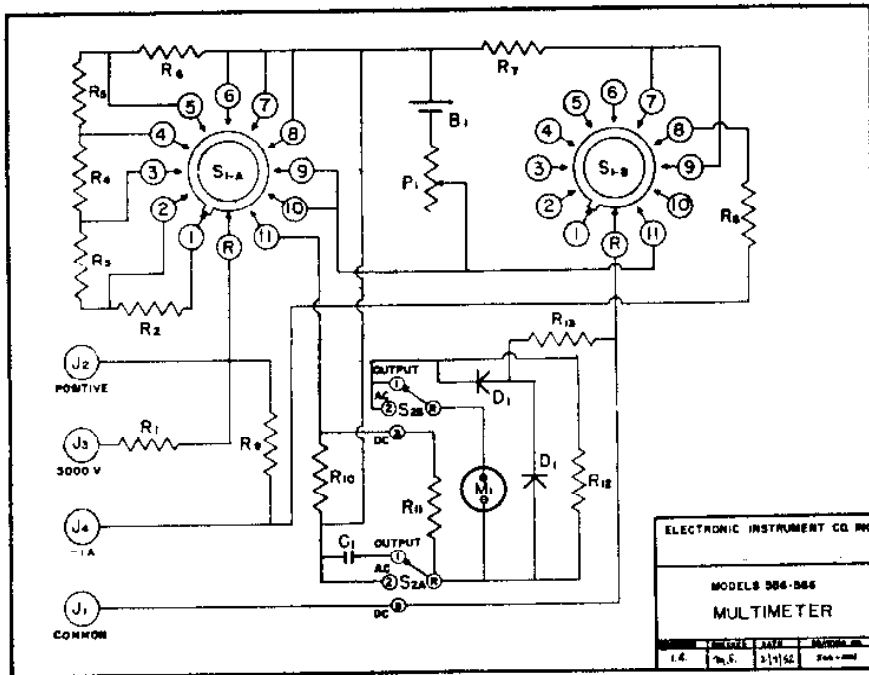 R6
R7
R5
5
6
7
8
4
3
S1-A
9
2
10
1
R
11
R4
R3
R2
B1
P1
5
6
7
8
4
3
S1-B
9
2
10
1
R
11
R8
J2
POSITIVE
R1
J3
3000 V
R9
J4
-1A
J1
COMMON
R13
OUTPUT
1
AC
2
S2B
R
D1
DC
3
R10
R11
M1
D1
R12
C1
OUTPUT
1
AC
2
S2A
R
DC
3
ELECTRONIC INSTRUMENT CO.
MODELS
MULTIMETER
DATE